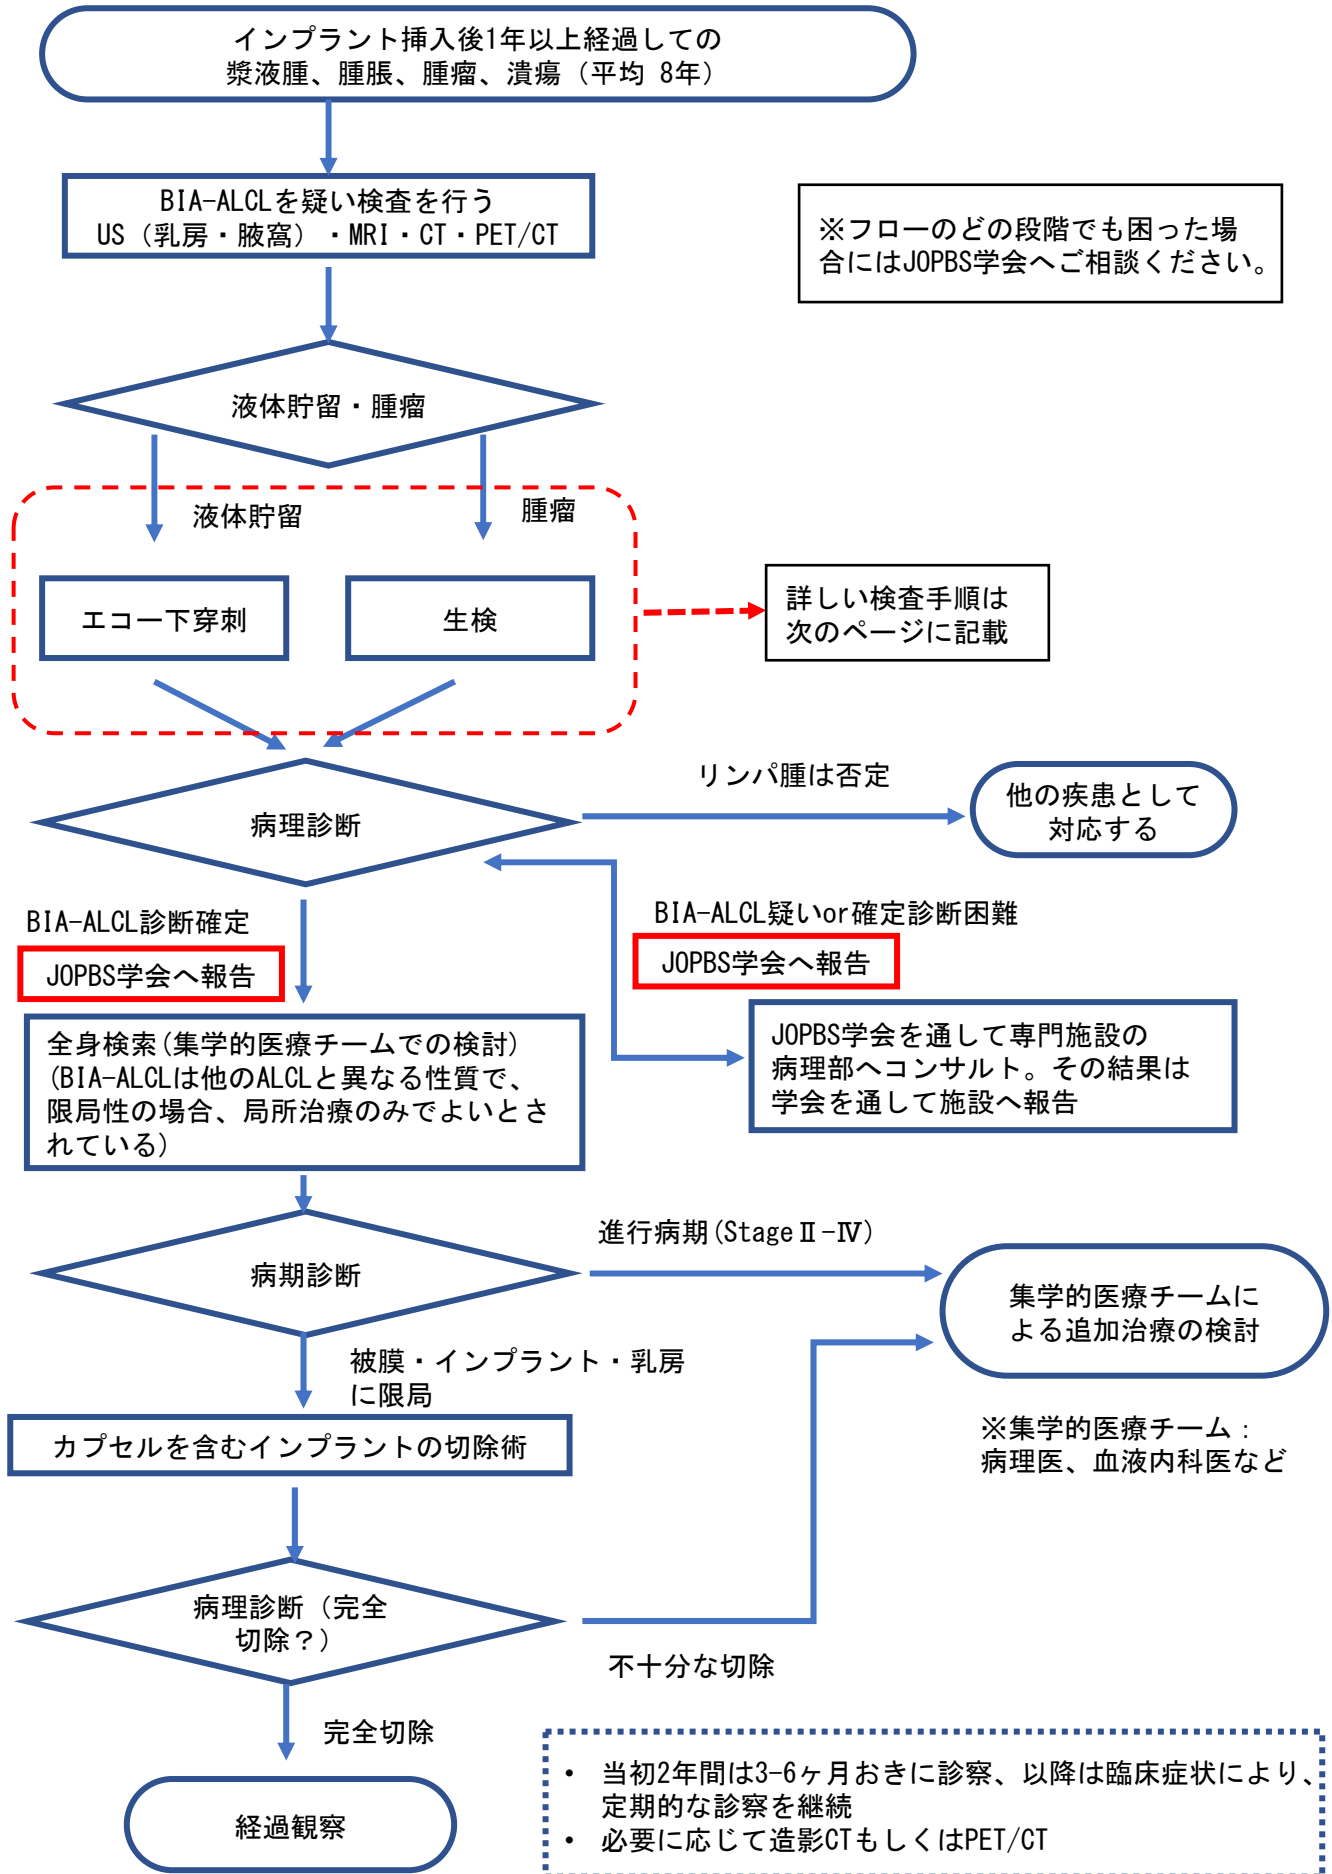 インプラント挿入後1年以上経過しての
漿液腫、腫脹、腫瘤、潰瘍（平均 8年）
BIA-ALCLを疑い検査を行う
US（乳房・腋窩）・MRI・CT・PET/CT
※フローのどの段階でも困った場
合にはJOPBS学会へご相談ください。
液体貯留・腫瘤
液体貯留
腫瘤
エコー下穿刺
生検
詳しい検査手順は
次のページに記載
病理診断
リンパ腫は否定
他の疾患として
対応する
BIA-ALCL診断確定
JOPBS学会へ報告
BIA-ALCL疑いor確定診断困難
JOPBS学会へ報告
全身検索(集学的医療チームでの検討)
(BIA-ALCLは他のALCLと異なる性質で、
限局性の場合、局所治療のみでよいとさ
れている)
JOPBS学会を通して専門施設の
病理部へコンサルト。その結果は
学会を通して施設へ報告
病期診断
進行病期(StageⅡ-Ⅳ)
集学的医療チームに
よる追加治療の検討
被膜・インプラント・乳房
に限局
カプセルを含むインプラントの切除術
※集学的医療チーム：
病理医、血液内科医など
病理診断（完全
切除？）
不十分な切除
完全切除
経過観察
• 当初2年間は3-6ヶ月おきに診察、以降は臨床症状により、
定期的な診察を継続
• 必要に応じて造影CTもしくはPET/CT